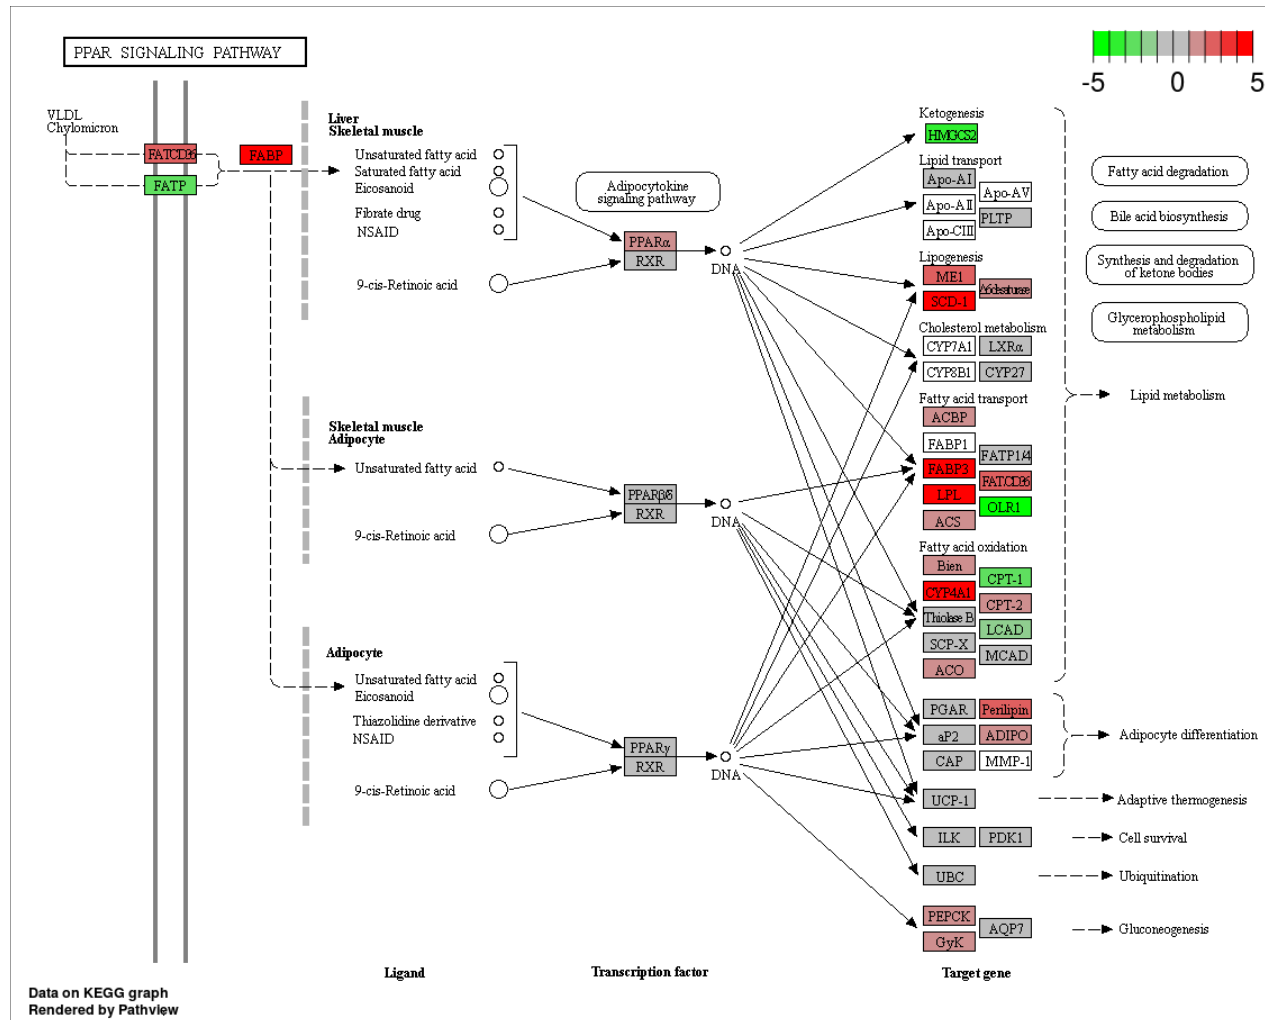 PPAR SIGNALING PATHWAY
-5 0 5
VLDL
Chylomicron
FAT/CD36
FATP
FABP
Liver
Skeletal muscle
Unsaturated fatty acid
Saturated fatty acid
Eicosanoid
Fibrate drug
NSAID
9-cis-Retinoic acid
Adipocytokine
signaling pathway
PPARα
RXR
DNA
Skeletal muscle
Adipocyte
Unsaturated fatty acid
9-cis-Retinoic acid
PPARβ/δ
RXR
DNA
Adipocyte
Unsaturated fatty acid
Eicosanoid
Thiazolidine derivative
NSAID
9-cis-Retinoic acid
PPARγ
RXR
DNA
Ketogenesis
HMGCS2
Lipid transport
Apo-AI
Apo-AV
Apo-AII
PLTP
Apo-CIII
Lipogenesis
ME1
Δ6desaturase
SCD-1
Cholesterol metabolism
CYP7A1
LXRα
CYP8B1
CYP27
Fatty acid transport
ACBP
FABP1
FATP1/4
FABP3
FAT/CD36
LPL
OLR1
ACS
Fatty acid oxidation
Bien
CPT-1
CYP4A1
CPT-2
Thiolase B
LCAD
SCP-X
MCAD
ACO
PGAR
Perilipin
aP2
ADIPO
CAP
MMP-1
UCP-1
ILK
PDK1
UBC
PEPCK
AQP7
GyK
Fatty acid degradation
Bile acid biosynthesis
Synthesis and degradation
of ketone bodies
Glycerophospholipid
metabolism
Lipid metabolism
Adipocyte differentiation
Adaptive thermogenesis
Cell survival
Ubiquitination
Gluconeogenesis
Ligand
Transcription factor
Target gene
Data on KEGG graph
Rendered by Pathview